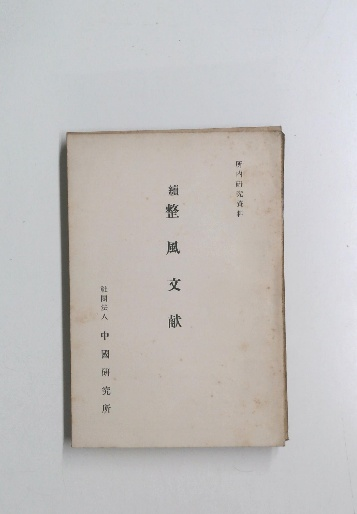 所内研究資料
續 整風文献
社團法人 中國研究所